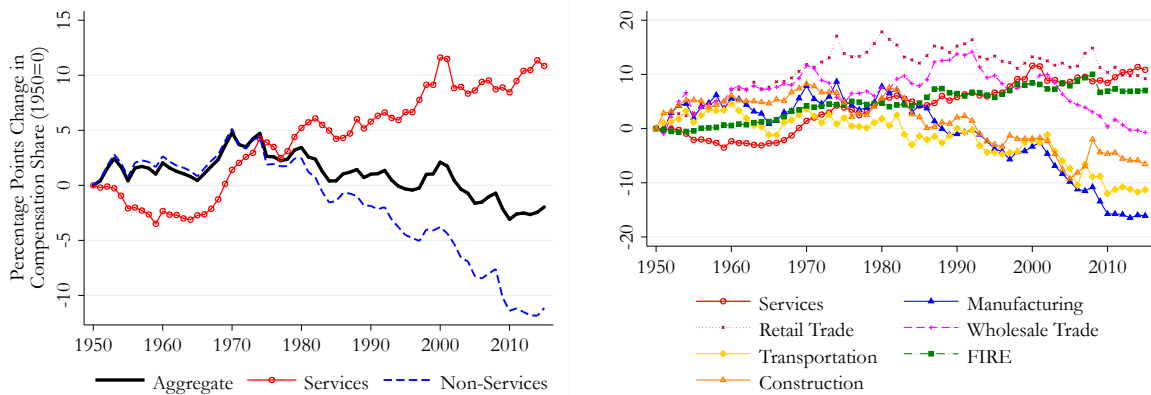 Percentage Points Change in
Compensation Share (1950=0)
15
10
5
0
-5
-10
1950 1960 1970 1980 1990 2000 2010
Aggregate Services Non-Services
20
10
0
-10
-20
1950 1960 1970 1980 1990 2000 2010
Services Manufacturing
Retail Trade Wholesale Trade
Transportation FIRE
Construction